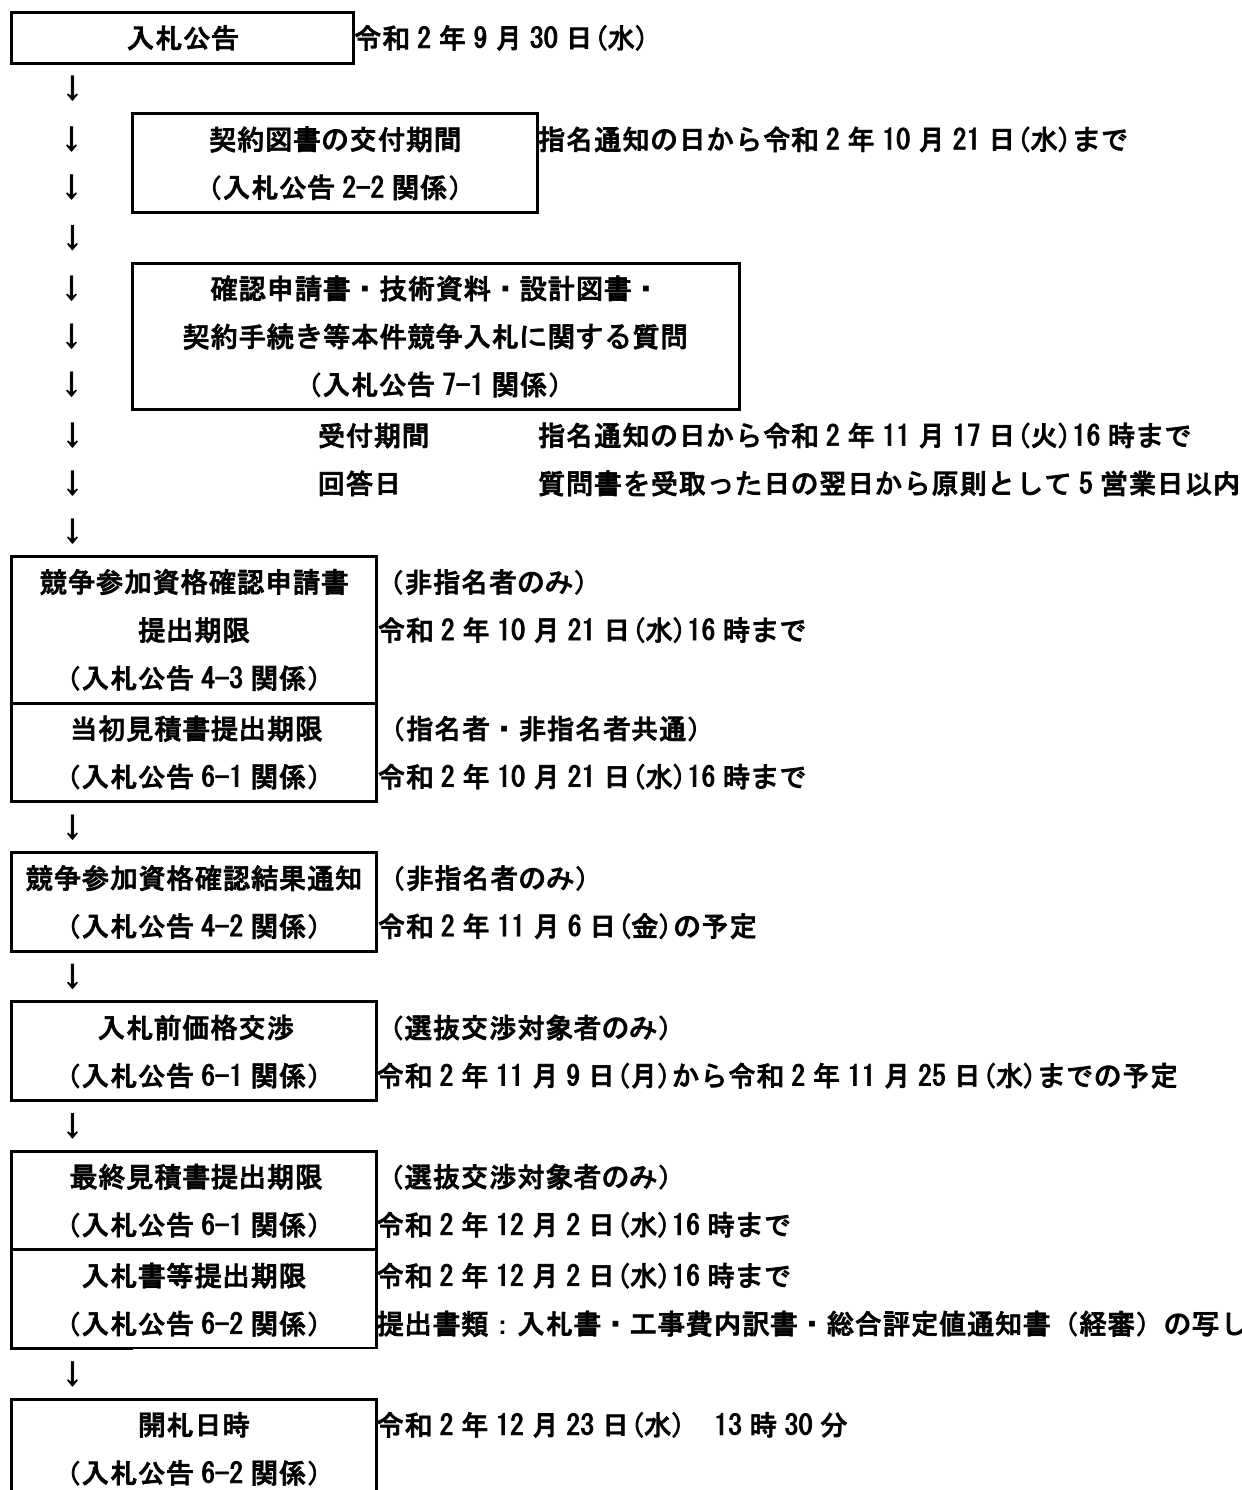 入札公告 令和2年9月30日(水)
↓
↓ 契約図書の交付期間 指名通知の日から令和2年10月21日(水)まで
↓ （入札公告2-2関係）
↓
↓ 確認申請書・技術資料・設計図書・
↓ 契約手続き等本件競争入札に関する質問
↓ （入札公告7-1関係）
↓ 受付期間 指名通知の日から令和2年11月17日(火)16時まで
↓ 回答日 質問書を受取った日の翌日から原則として5営業日以内
↓
競争参加資格確認申請書 （非指名者のみ）
提出期限 令和2年10月21日(水)16時まで
（入札公告4-3関係）
当初見積書提出期限 （指名者・非指名者共通）
（入札公告6-1関係） 令和2年10月21日(水)16時まで
↓
競争参加資格確認結果通知 （非指名者のみ）
（入札公告4-2関係） 令和2年11月6日(金)の予定
↓
入札前価格交渉 （選抜交渉対象者のみ）
（入札公告6-1関係） 令和2年11月9日(月)から令和2年11月25日(水)までの予定
↓
最終見積書提出期限 （選抜交渉対象者のみ）
（入札公告6-1関係） 令和2年12月2日(水)16時まで
入札書等提出期限 令和2年12月2日(水)16時まで
（入札公告6-2関係） 提出書類：入札書・工事費内訳書・総合評定値通知書（経審）の写し
↓
開札日時 令和2年12月23日(水) 13時30分
（入札公告6-2関係）